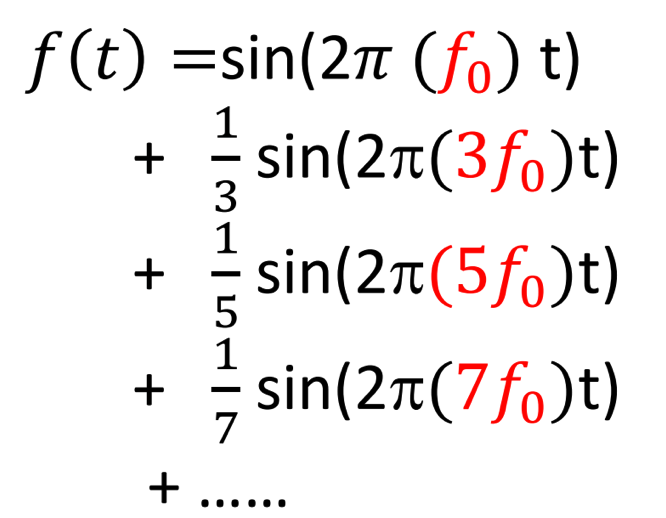 f(t) =sin(2π (f₀) t)
+ 1/3 sin(2π(3f₀)t)
+ 1/5 sin(2π(5f₀)t)
+ 1/7 sin(2π(7f₀)t)
+ ......